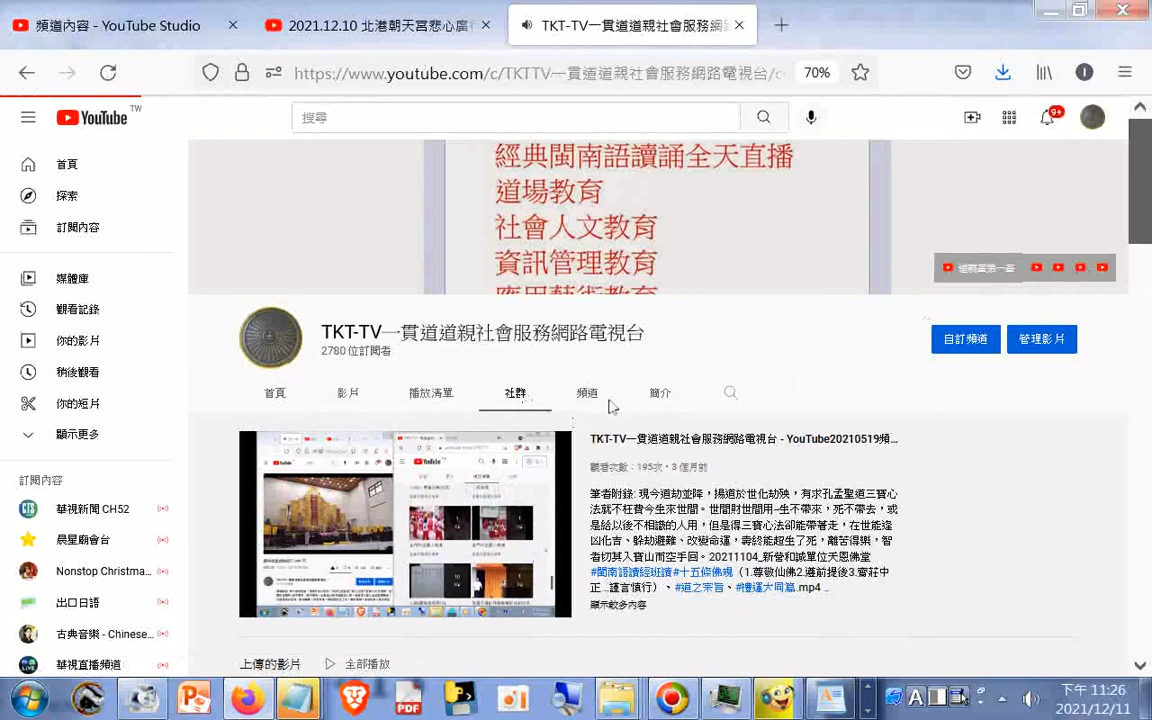 頻道內容 - YouTube Studio
2021.12.10 北港朝天宮悲心廣
TKT-TV一貫道道親社會服務網
https://www.youtube.com/c/TKTTV一貫道道親社會服務網路電視台/c
70%
YouTube TW
搜尋
9+
首頁
探索
訂閱內容
媒體庫
觀看記錄
你的影片
稍後觀看
你的短片
顯示更多
訂閱內容
華視新聞 CH52
晨星廟會台
Nonstop Christma...
出口日語
古典音樂 - Chinese...
華視直播頻道
經典閩南語讀誦全天直播
道場教育
社會人文教育
資訊管理教育
應用藝術教育
TKT-TV一貫道道親社會服務網路電視台
2780 位訂閱者
自訂頻道
管理影片
首頁
影片
播放清單
社群
頻道
簡介
TKT-TV一貫道道親社會服務網路電視台 - YouTube20210519頻...
觀看次數：195次・3 個月前
筆者附錄: 現今道劫並降，揚道於世化劫殃，有求孔孟聖道三寶心
法就不枉費今生來世間。世間財世間用–生不帶來，死不帶去，或
是給以後不相識的人用，但是得三寶心法卻能帶著走，在世能逢
凶化吉、躲劫避難、改變命運，壽終能超生了死，離苦得樂，智
者切莫入寶山而空手回。20211104_新營和誠單位天恩佛堂
#閩南語讀經班讀#十五條佛規（1.尊敬仙佛2.遵前提後3.齋莊中
正...謹言慎行）、#道之宗旨、#禮運大同篇.mp4 ..
顯示較多內容
上傳的影片
全部播放
下午 11:26
2021/12/11